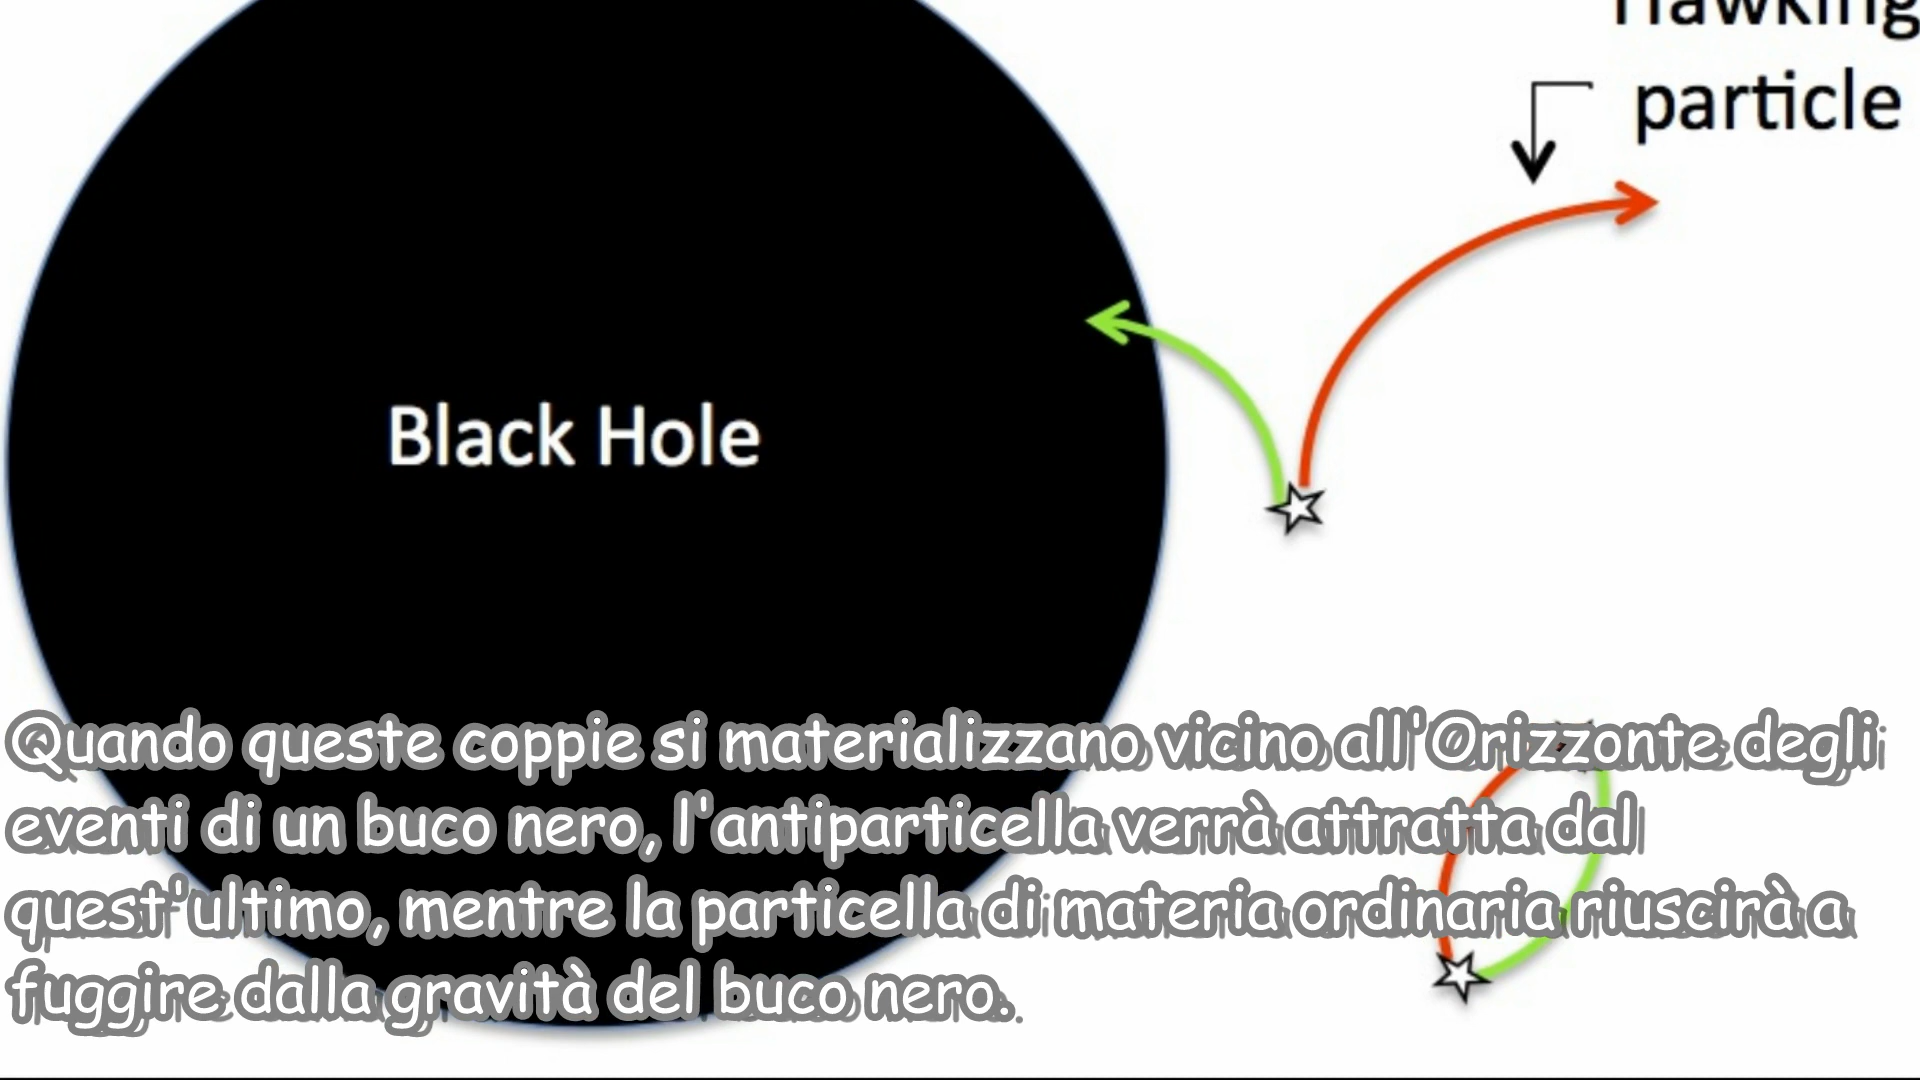 Hawking
particle
Black Hole
Quando queste coppie si materializzano vicino all'Orizzonte degli
eventi di un buco nero, l'antiparticella verrà attratta dal
quest'ultimo, mentre la particella di materia ordinaria riuscirà a
fuggire dalla gravità del buco nero.